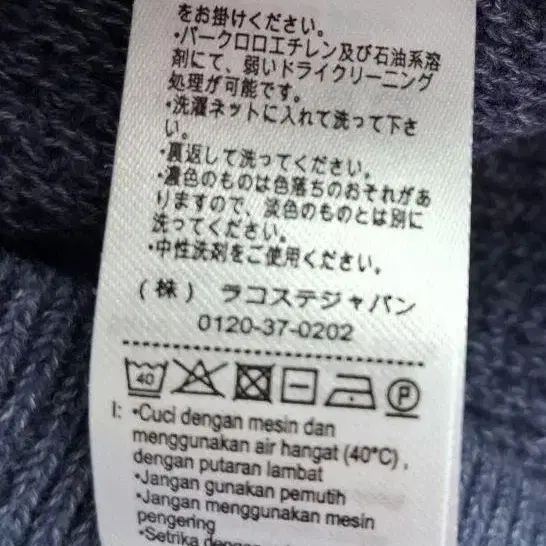 をお掛けください。
・パークロロエチレン及び石油系溶
剤にて、弱いドライクリーニング
処理が可能です。
・洗濯ネットに入れて洗って下さ
い。
・裏返して洗ってください。
・濃色のものは色落ちのおそれがあ
りますので、淡色のものとは別に
洗ってください。
・中性洗剤をご使用ください。
(株) ラコステジャパン
0120-37-0202
40 P
I: •Cuci dengan mesin dan
menggunakan air hangat (40°C) ,
dengan putaran lambat
•Jangan gunakan pemutih
•Jangan menggunakan mesin
pengering
•Setrika dengan